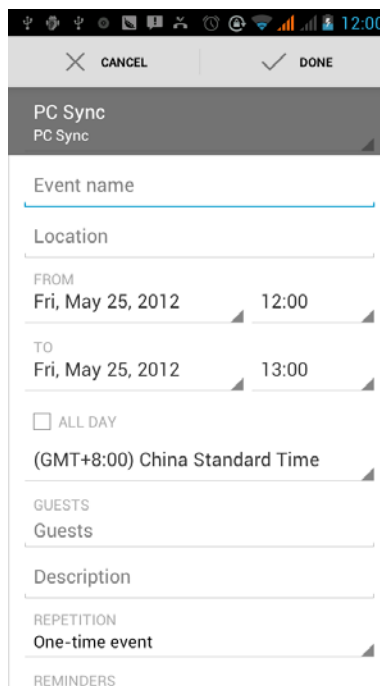 12:00
CANCEL DONE
PC Sync
PC Sync
Event name
Location
FROM
Fri, May 25, 2012 12:00
TO
Fri, May 25, 2012 13:00
ALL DAY
(GMT+8:00) China Standard Time
GUESTS
Guests
Description
REPETITION
One-time event
REMINDERS